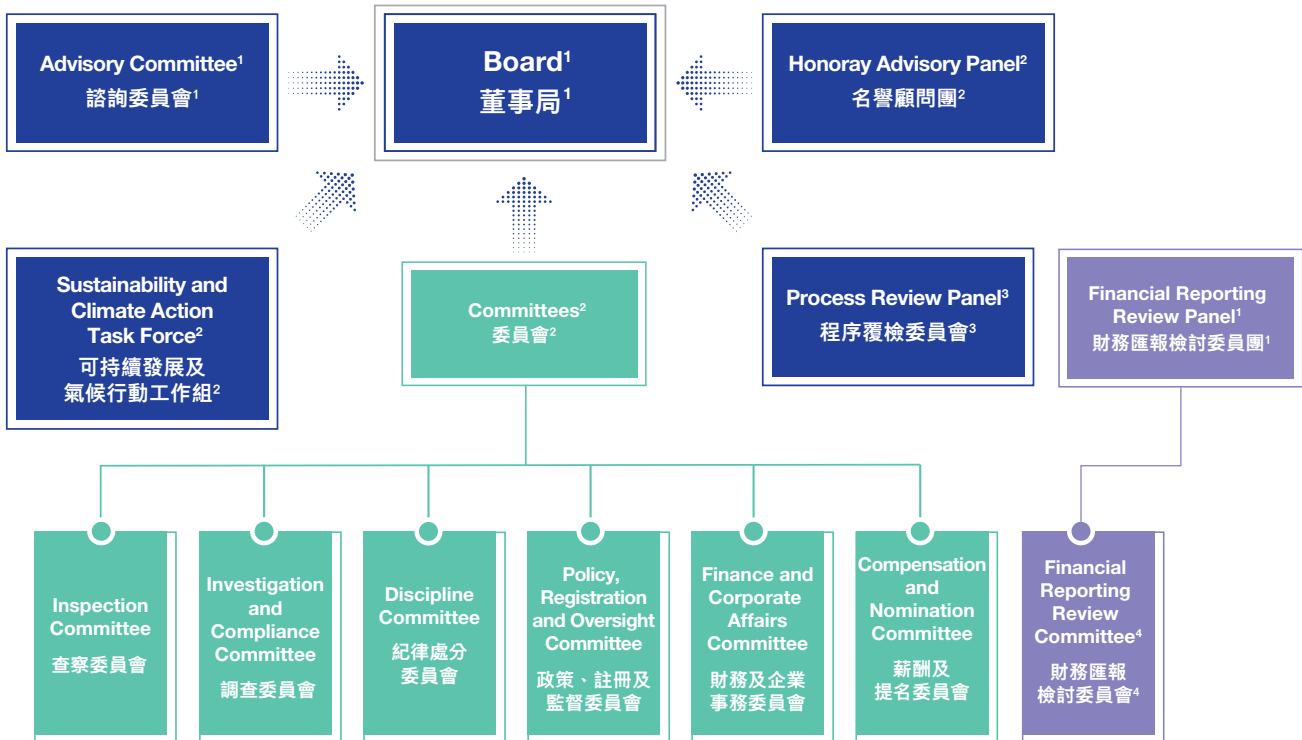 Advisory Committee¹
諮詢委員會¹
Board¹
董事局¹
Honoray Advisory Panel²
名譽顧問團²
Sustainability and
Climate Action
Task Force²
可持續發展及
氣候行動工作組²
Committees²
委員會²
Process Review Panel³
程序覆檢委員會³
Financial Reporting
Review Panel¹
財務匯報檢討委員團¹
Inspection
Committee
查察委員會
Investigation
and
Compliance
Committee
調查委員會
Discipline
Committee
紀律處分
委員會
Policy,
Registration
and Oversight
Committee
政策、註冊及
監督委員會
Finance and
Corporate
Affairs
Committee
財務及企業
事務委員會
Compensation
and
Nomination
Committee
薪酬及
提名委員會
Financial
Reporting
Review
Committee⁴
財務匯報
檢討委員會⁴